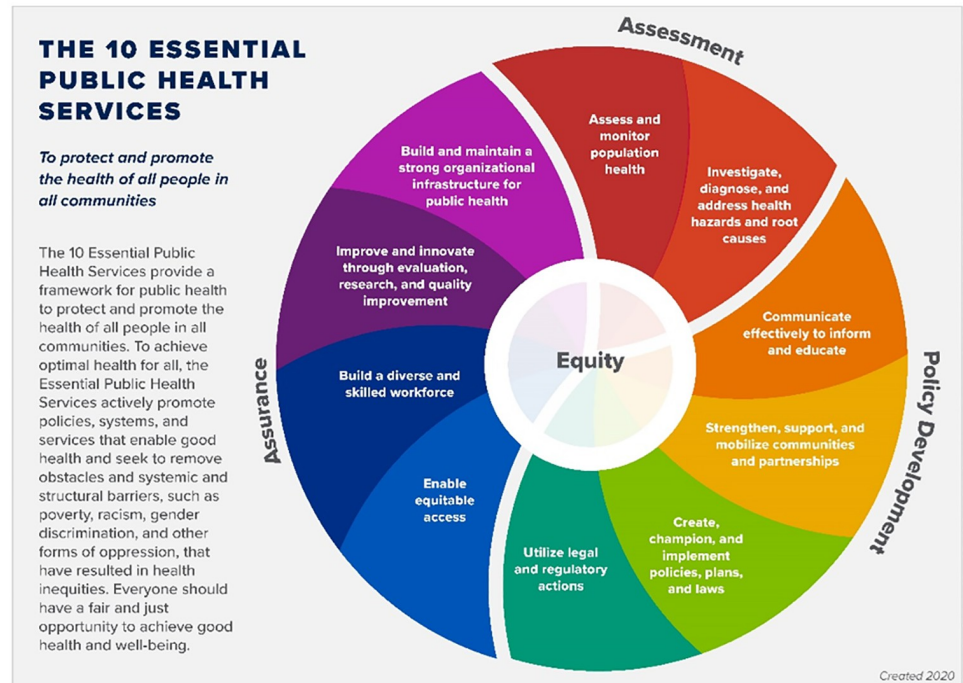 THE 10 ESSENTIAL
PUBLIC HEALTH
SERVICES
To protect and promote
the health of all people in
all communities
The 10 Essential Public
Health Services provide a
framework for public health
to protect and promote the
health of all people in all
communities. To achieve
optimal health for all, the
Essential Public Health
Services actively promote
policies, systems, and
services that enable good
health and seek to remove
obstacles and systemic and
structural barriers, such as
poverty, racism, gender
discrimination, and other
forms of oppression, that
have resulted in health
inequities. Everyone should
have a fair and just
opportunity to achieve good
health and well-being.
Assessment
Assess and
monitor
population
health
Investigate,
diagnose, and
address health
hazards and root
causes
Policy Development
Communicate
effectively to inform
and educate
Strengthen, support, and
mobilize communities
and partnerships
Create,
champion, and
implement
policies, plans,
and laws
Utilize legal
and regulatory
actions
Assurance
Enable
equitable
access
Build a diverse and
skilled workforce
Improve and innovate
through evaluation,
research, and quality
improvement
Build and maintain a
strong organizational
infrastructure for
public health
Equity
Created 2020